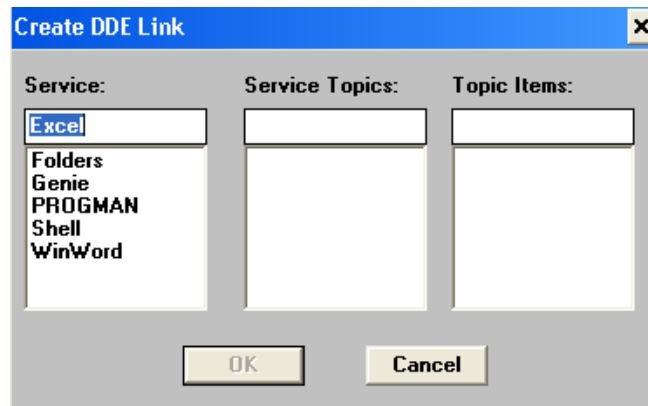 Create DDE Link
Service:
Service Topics:
Topic Items:
Excel
Folders
Genie
PROGMAN
Shell
WinWord
OK
Cancel